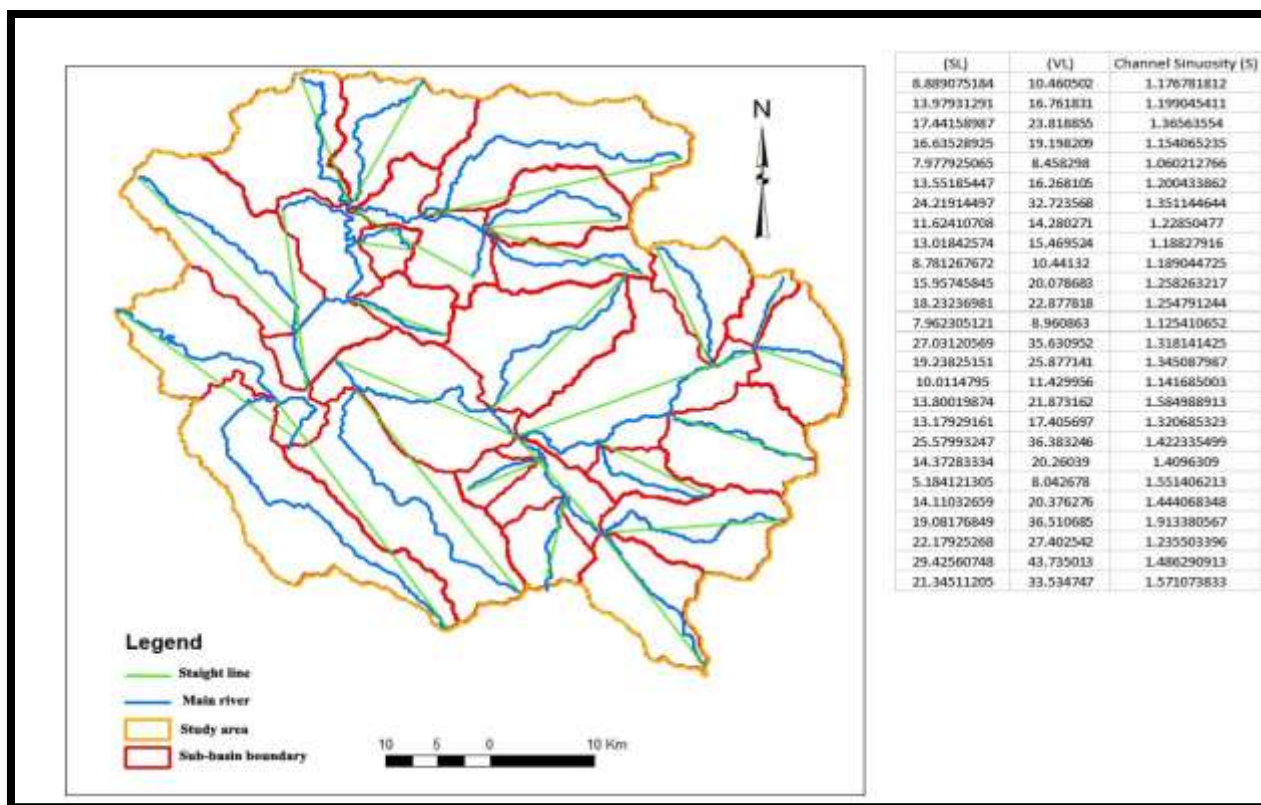 N
Legend
Staight line
Main river
Study area
Sub-basin boundary
10 5 0 10 Km
(SL) (VL) Channel Sinuosity (S)
8.889075184 10.460502 1.176781812
13.97931291 16.761831 1.199045411
17.44158987 23.818855 1.36563554
16.63528925 19.198209 1.154065235
7.977925065 8.458298 1.060212766
13.55185447 16.268105 1.200433862
24.21914497 32.723568 1.351144644
11.62410708 14.280271 1.22850477
13.01842574 15.469524 1.18827916
8.781267672 10.44132 1.189044725
15.95745845 20.078683 1.258263217
18.23236981 22.877818 1.254791244
7.962305121 8.960863 1.125410652
27.03120569 35.630952 1.318141425
19.23825151 25.877141 1.345087987
10.0114795 11.429956 1.141685003
13.80019874 21.873162 1.584988913
13.17929161 17.405697 1.320685323
25.57993247 36.383246 1.422335499
14.37283334 20.26039 1.4096309
5.184121305 8.042678 1.551406213
14.11032659 20.376276 1.444068348
19.08176849 36.510685 1.913380567
22.17925268 27.402542 1.235503396
29.42560748 43.735013 1.486290913
21.34511205 33.534747 1.571073833